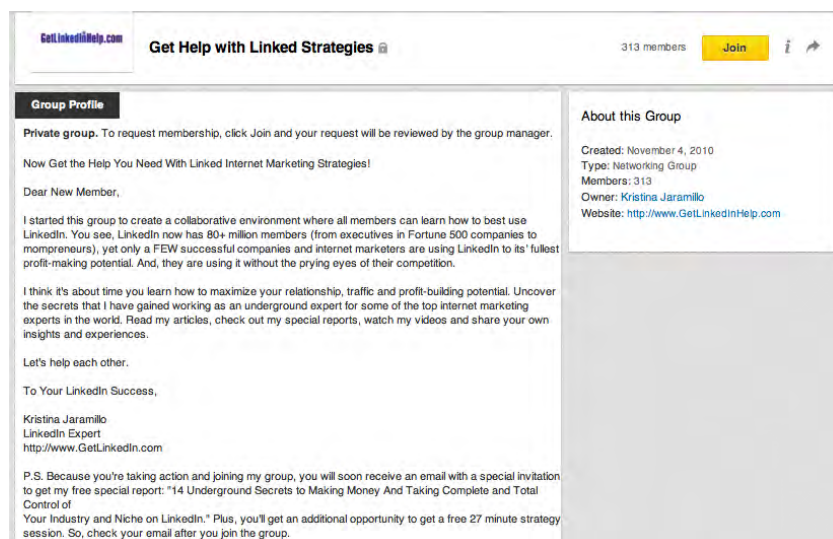 GetLinkedInHelp.com
Get Help with Linked Strategies
313 members
Join
Group Profile
Private group. To request membership, click Join and your request will be reviewed by the group manager.
Now Get the Help You Need With Linked Internet Marketing Strategies!
Dear New Member,
I started this group to create a collaborative environment where all members can learn how to best use
LinkedIn. You see, LinkedIn now has 80+ million members (from executives in Fortune 500 companies to
mompreneurs), yet only a FEW successful companies and internet marketers are using LinkedIn to its' fullest
profit-making potential. And, they are using it without the prying eyes of their competition.
I think it's about time you learn how to maximize your relationship, traffic and profit-building potential. Uncover
the secrets that I have gained working as an underground expert for some of the top internet marketing
experts in the world. Read my articles, check out my special reports, watch my videos and share your own
insights and experiences.
Let's help each other.
To Your LinkedIn Success,
Kristina Jaramillo
LinkedIn Expert
http://www.GetLinkedIn.com
P.S. Because you're taking action and joining my group, you will soon receive an email with a special invitation
to get my free special report: "14 Underground Secrets to Making Money And Taking Complete and Total
Control of
Your Industry and Niche on LinkedIn." Plus, you'll get an additional opportunity to get a free 27 minute strategy
session. So, check your email after you join the group.
About this Group
Created: November 4, 2010
Type: Networking Group
Members: 313
Owner: Kristina Jaramillo
Website: http://www.GetLinkedInHelp.com